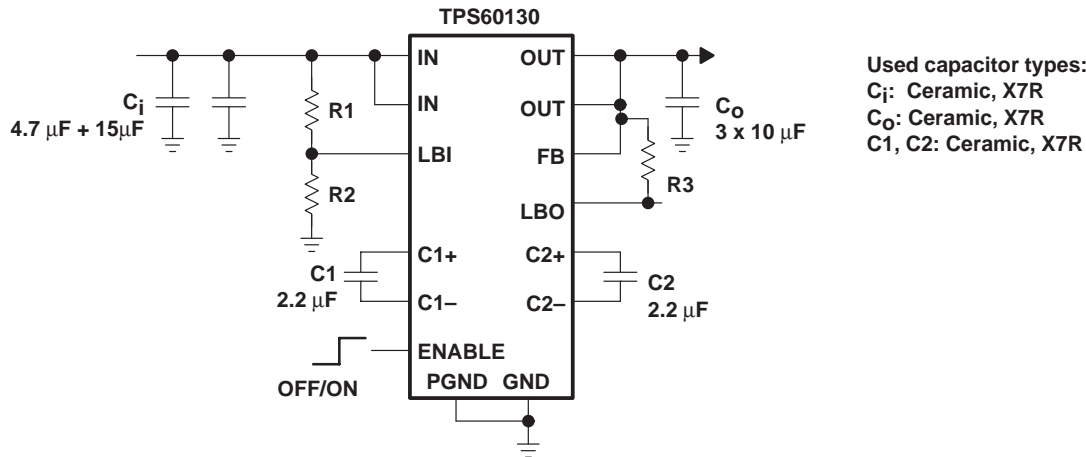 TPS60130
IN
OUT
IN
OUT
R1
Ci
4.7 μF + 15μF
Co
3 x 10 μF
LBI
FB
R2
R3
LBO
C1+
C2+
C1
2.2 μF
C2
2.2 μF
C1–
C2–
ENABLE
OFF/ON
PGND GND
Used capacitor types:
Ci: Ceramic, X7R
Co: Ceramic, X7R
C1, C2: Ceramic, X7R